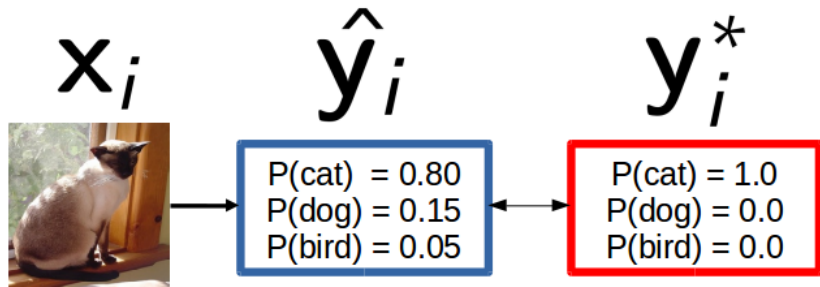 x_i ŷ_i y_i^*
P(cat) = 0.80
P(dog) = 0.15
P(bird) = 0.05
P(cat) = 1.0
P(dog) = 0.0
P(bird) = 0.0